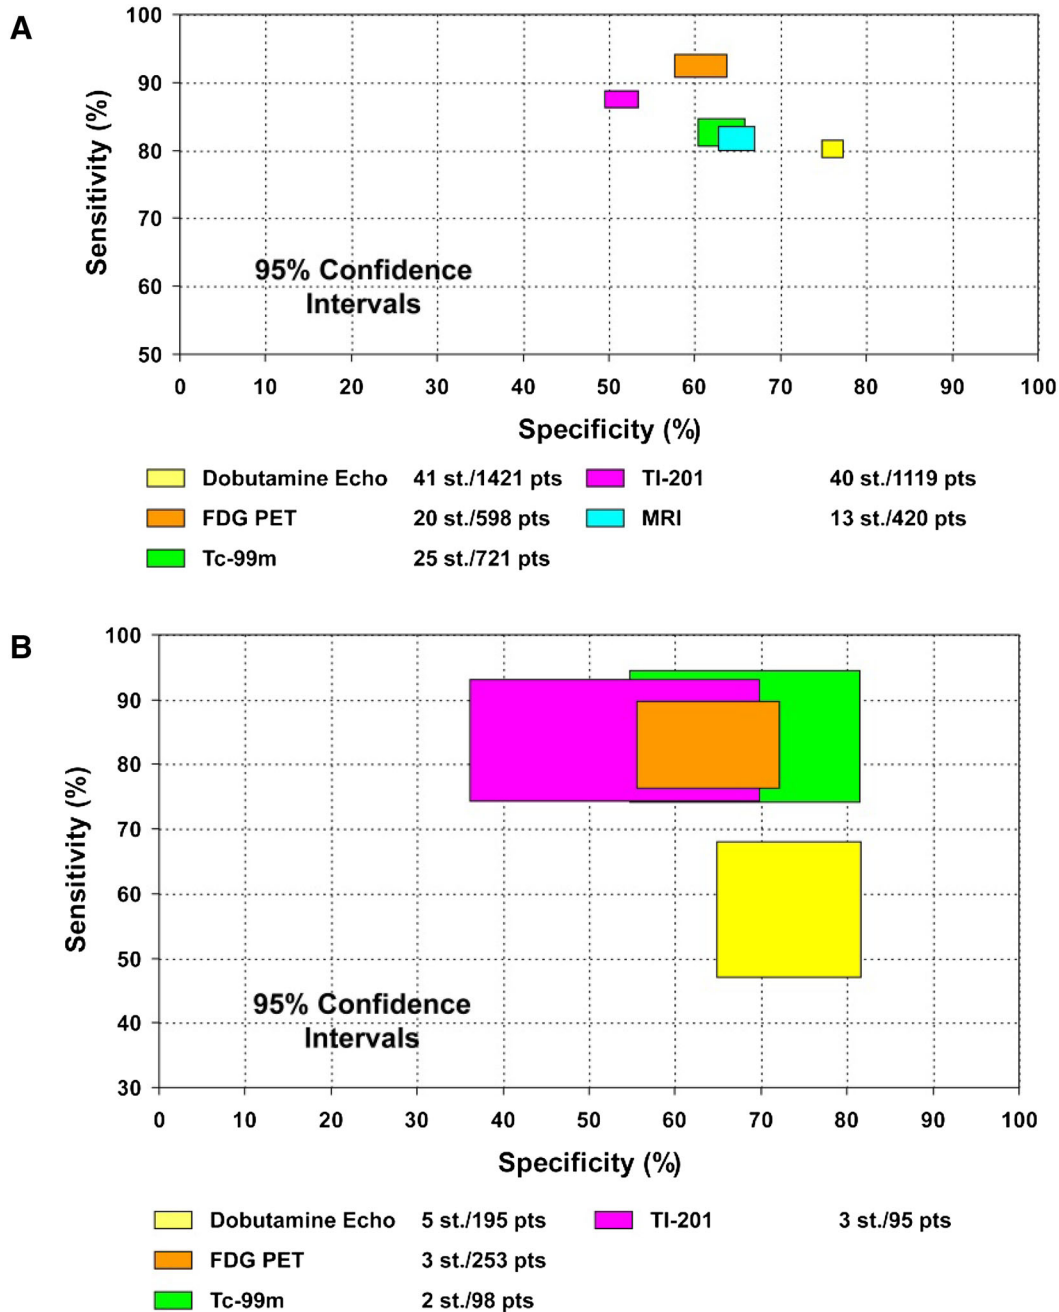 A
100
90
80
70
60
50
Sensitivity (%)
95% Confidence
Intervals
0 10 20 30 40 50 60 70 80 90 100
Specificity (%)
Dobutamine Echo 41 st./1421 pts TI-201 40 st./1119 pts
FDG PET 20 st./598 pts MRI 13 st./420 pts
Tc-99m 25 st./721 pts
B
100
90
80
70
60
50
40
30
Sensitivity (%)
95% Confidence
Intervals
0 10 20 30 40 50 60 70 80 90 100
Specificity (%)
Dobutamine Echo 5 st./195 pts TI-201 3 st./95 pts
FDG PET 3 st./253 pts
Tc-99m 2 st./98 pts